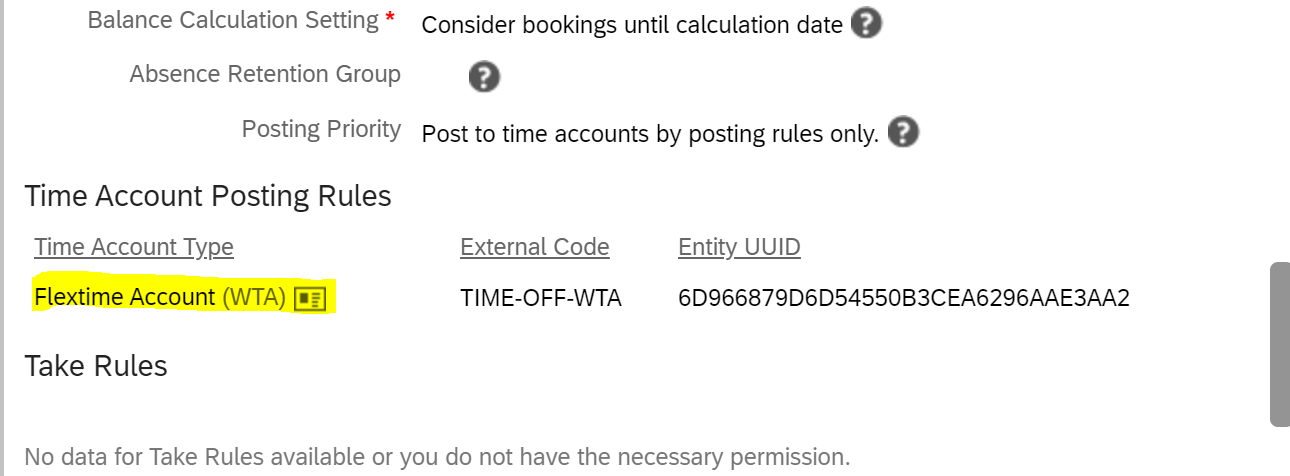 Balance Calculation Setting * Consider bookings until calculation date ?
Absence Retention Group ?
Posting Priority Post to time accounts by posting rules only. ?
Time Account Posting Rules
Time Account Type External Code Entity UUID
Flextime Account (WTA) TIME-OFF-WTA 6D966879D6D54550B3CEA6296AAE3AA2
Take Rules
No data for Take Rules available or you do not have the necessary permission.